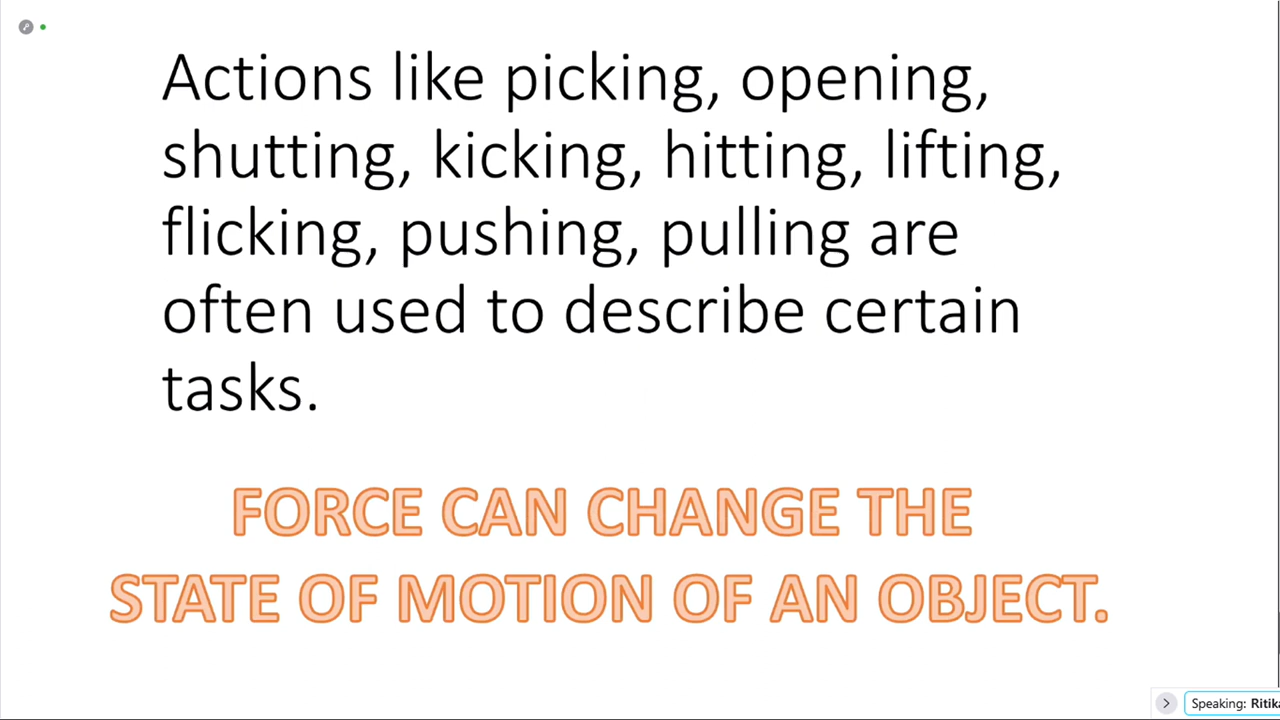 Actions like picking, opening,
shutting, kicking, hitting, lifting,
flicking, pushing, pulling are
often used to describe certain
tasks.
FORCE CAN CHANGE THE
STATE OF MOTION OF AN OBJECT.
Speaking: Ritika